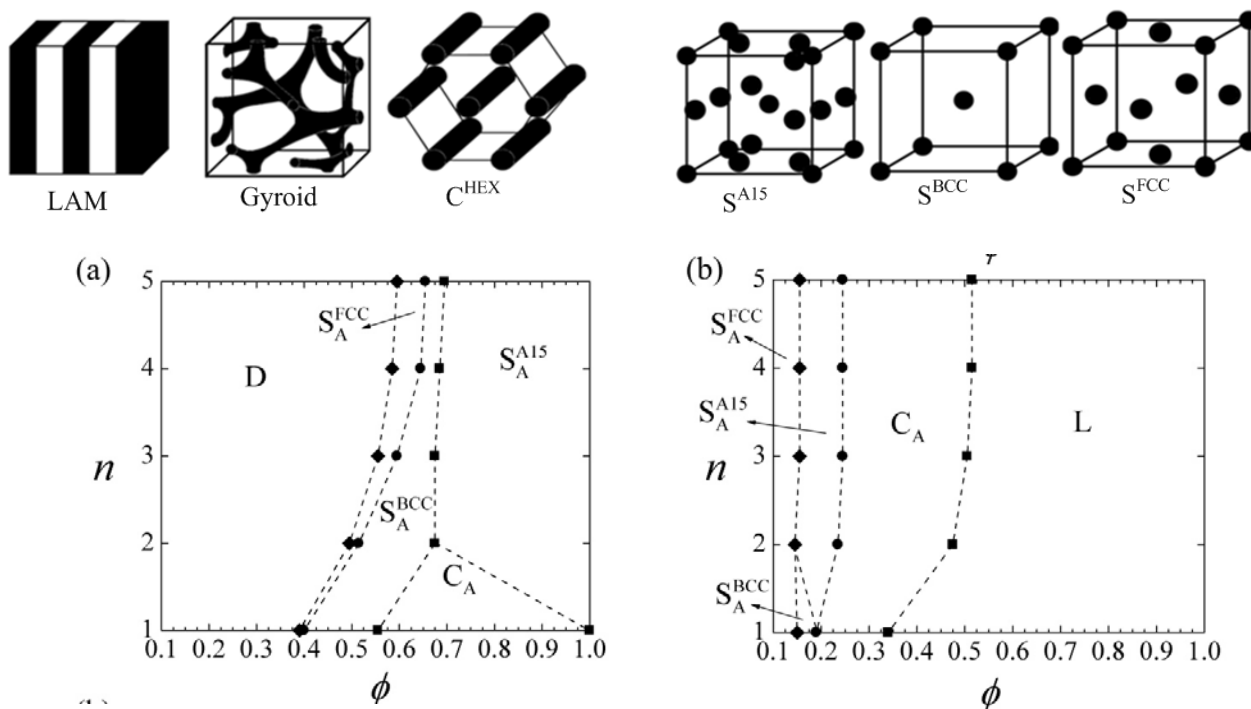 LAM
Gyroid
C^HEX
S^A15
S^BCC
S^FCC
(a)
5
4
3
2
1
n
S_A^FCC
S_A^A15
D
S_A^BCC
C_A
0.1 0.2 0.3 0.4 0.5 0.6 0.7 0.8 0.9 1.0
ϕ
(b)
5
4
3
2
1
n
S_A^FCC
S_A^A15
C_A
L
S_A^BCC
0.1 0.2 0.3 0.4 0.5 0.6 0.7 0.8 0.9 1.0
ϕ